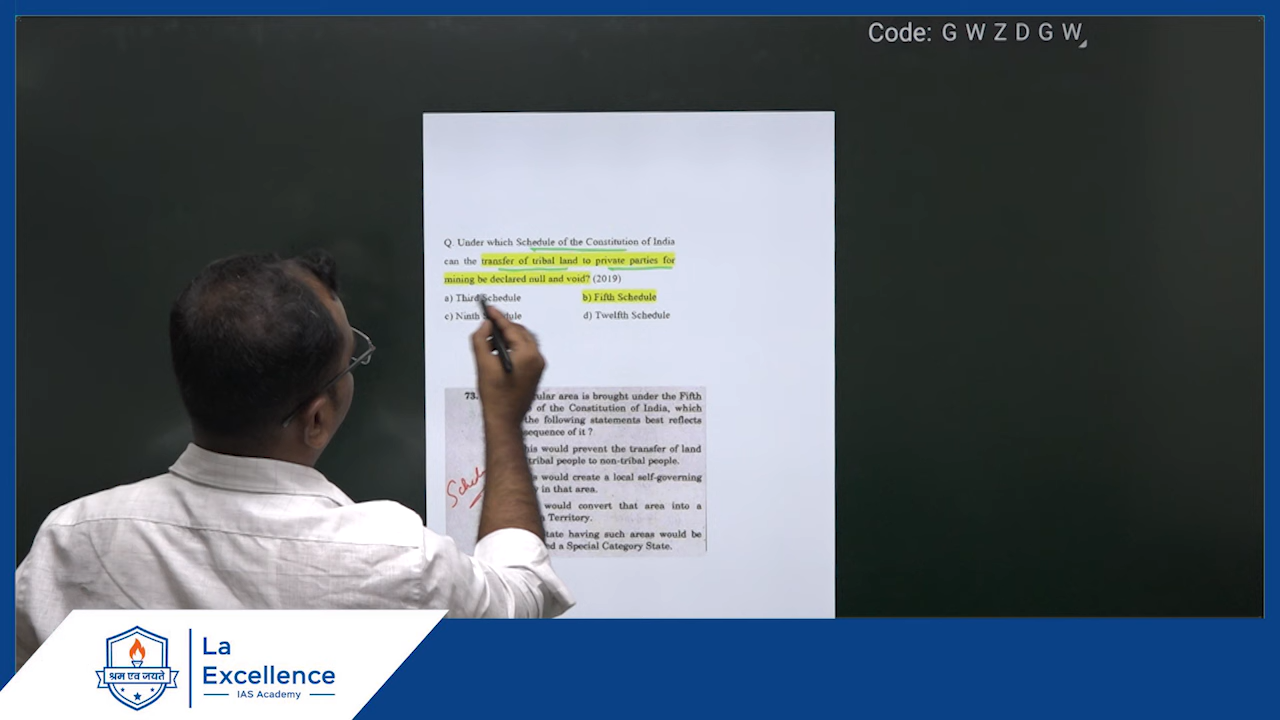 Code: G W Z D G W
Q. Under which Schedule of the Constitution of India
can the transfer of tribal land to private parties for
mining be declared null and void? (2019)
a) Third Schedule b) Fifth Schedule
c) Ninth Schedule d) Twelfth Schedule
73. area is brought under the Fifth
of the Constitution of India, which
the following statements best reflects
of it ?
would prevent the transfer of land
tribal people to non-tribal people.
would create a local self-governing
in that area.
would convert that area into a
Territory.
having such areas would be
a Special Category State.
श्रम एव जयते
La
Excellence
IAS Academy